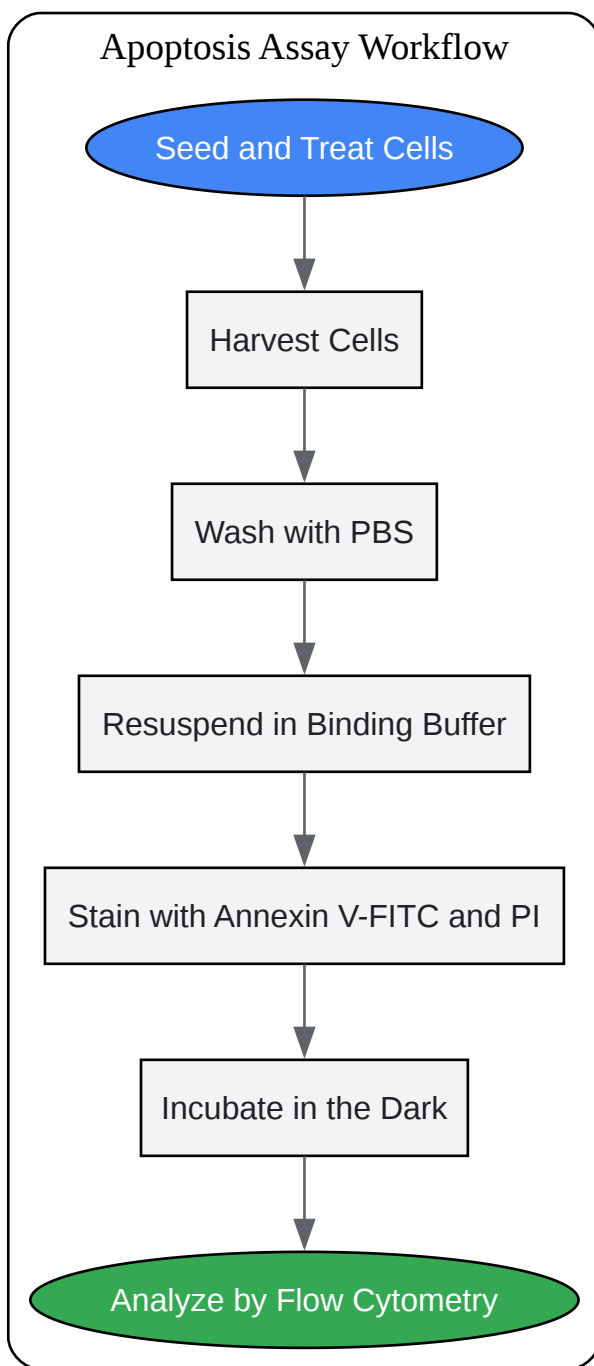 Apoptosis Assay Workflow
Seed and Treat Cells
Harvest Cells
Wash with PBS
Resuspend in Binding Buffer
Stain with Annexin V-FITC and PI
Incubate in the Dark
Analyze by Flow Cytometry